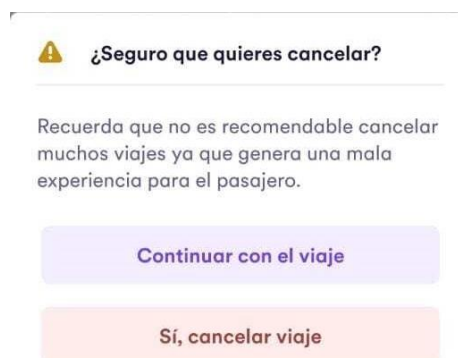 ¿Seguro que quieres cancelar?
Recuerda que no es recomendable cancelar
muchos viajes ya que genera una mala
experiencia para el pasajero.
Continuar con el viaje
Sí, cancelar viaje